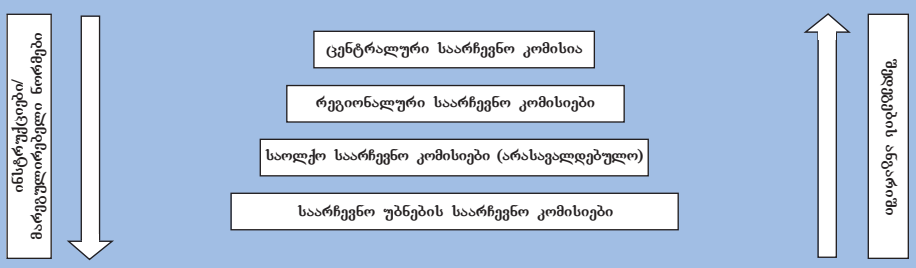 ინსტრუქციები/
მარეგულირებელი ნორმები
ცენტრალური საარჩევნო კომისია
რეგიონალური საარჩევნო კომისიები
საოლქო საარჩევნო კომისიები (არასავალდებულო)
საარჩევნო უბნების საარჩევნო კომისიები
შედეგების ანგარიში